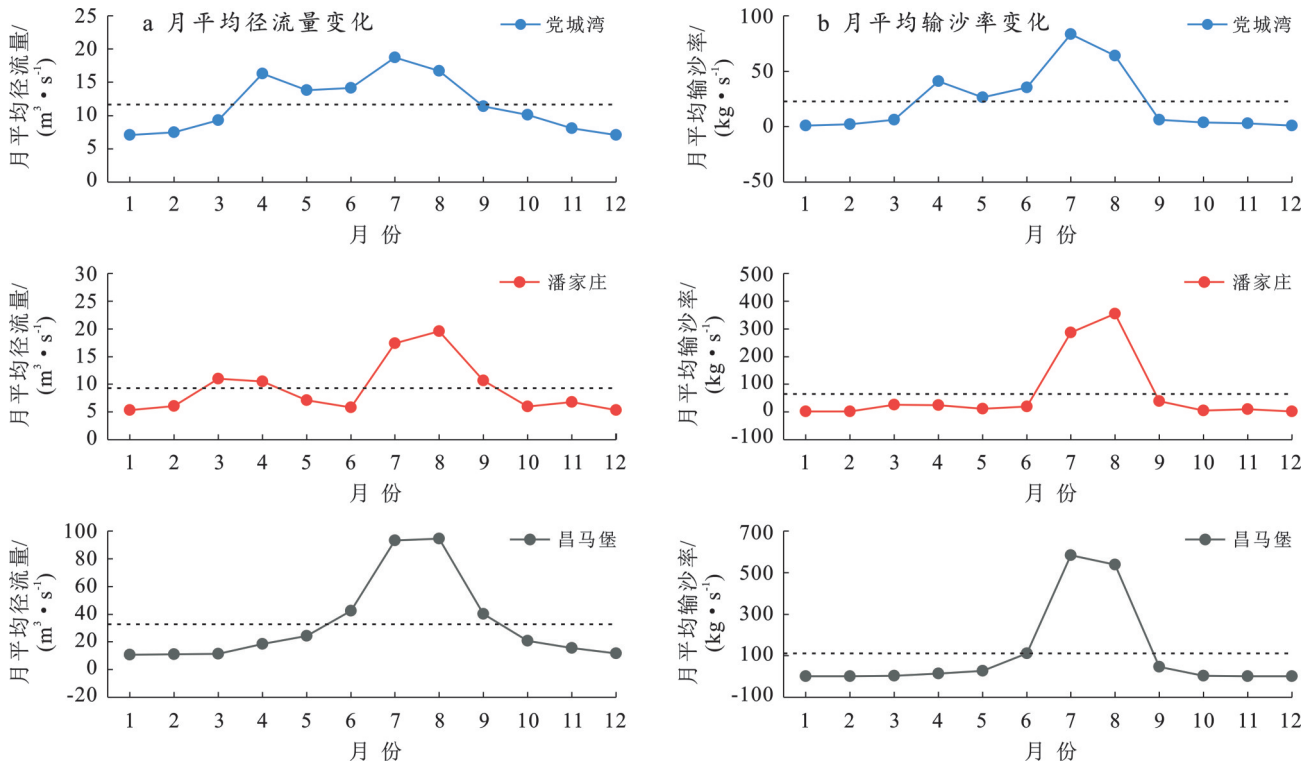 a 月平均径流量变化
党城湾
月平均径流量/
(m³•s⁻¹)
25
20
15
10
5
0
1 2 3 4 5 6 7 8 9 10 11 12
月 份
b 月平均输沙率变化
党城湾
月平均输沙率/
(kg•s⁻¹)
100
50
0
-50
1 2 3 4 5 6 7 8 9 10 11 12
月 份
潘家庄
月平均径流量/
(m³•s⁻¹)
30
25
20
15
10
5
0
1 2 3 4 5 6 7 8 9 10 11 12
月 份
潘家庄
月平均输沙率/
(kg•s⁻¹)
500
400
300
200
100
0
-100
1 2 3 4 5 6 7 8 9 10 11 12
月 份
昌马堡
月平均径流量/
(m³•s⁻¹)
100
80
60
40
20
0
-20
1 2 3 4 5 6 7 8 9 10 11 12
月 份
昌马堡
月平均输沙率/
(kg•s⁻¹)
700
500
300
100
-100
1 2 3 4 5 6 7 8 9 10 11 12
月 份